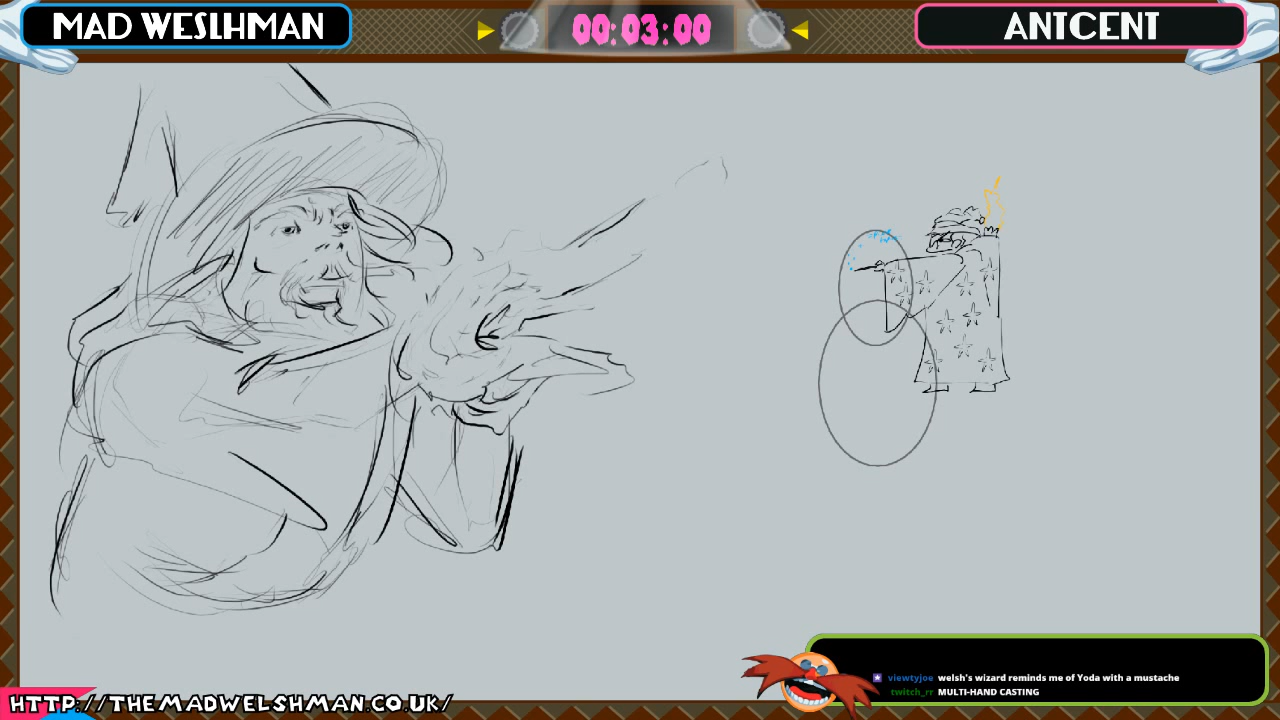 MAD WESLHMAN
00:03:00
ANTCENT
viewtyjoe welsh's wizard reminds me of Yoda with a mustache
twitch_rr MULTI-HAND CASTING
HTTP://THEMADWELSHMAN.CO.UK/